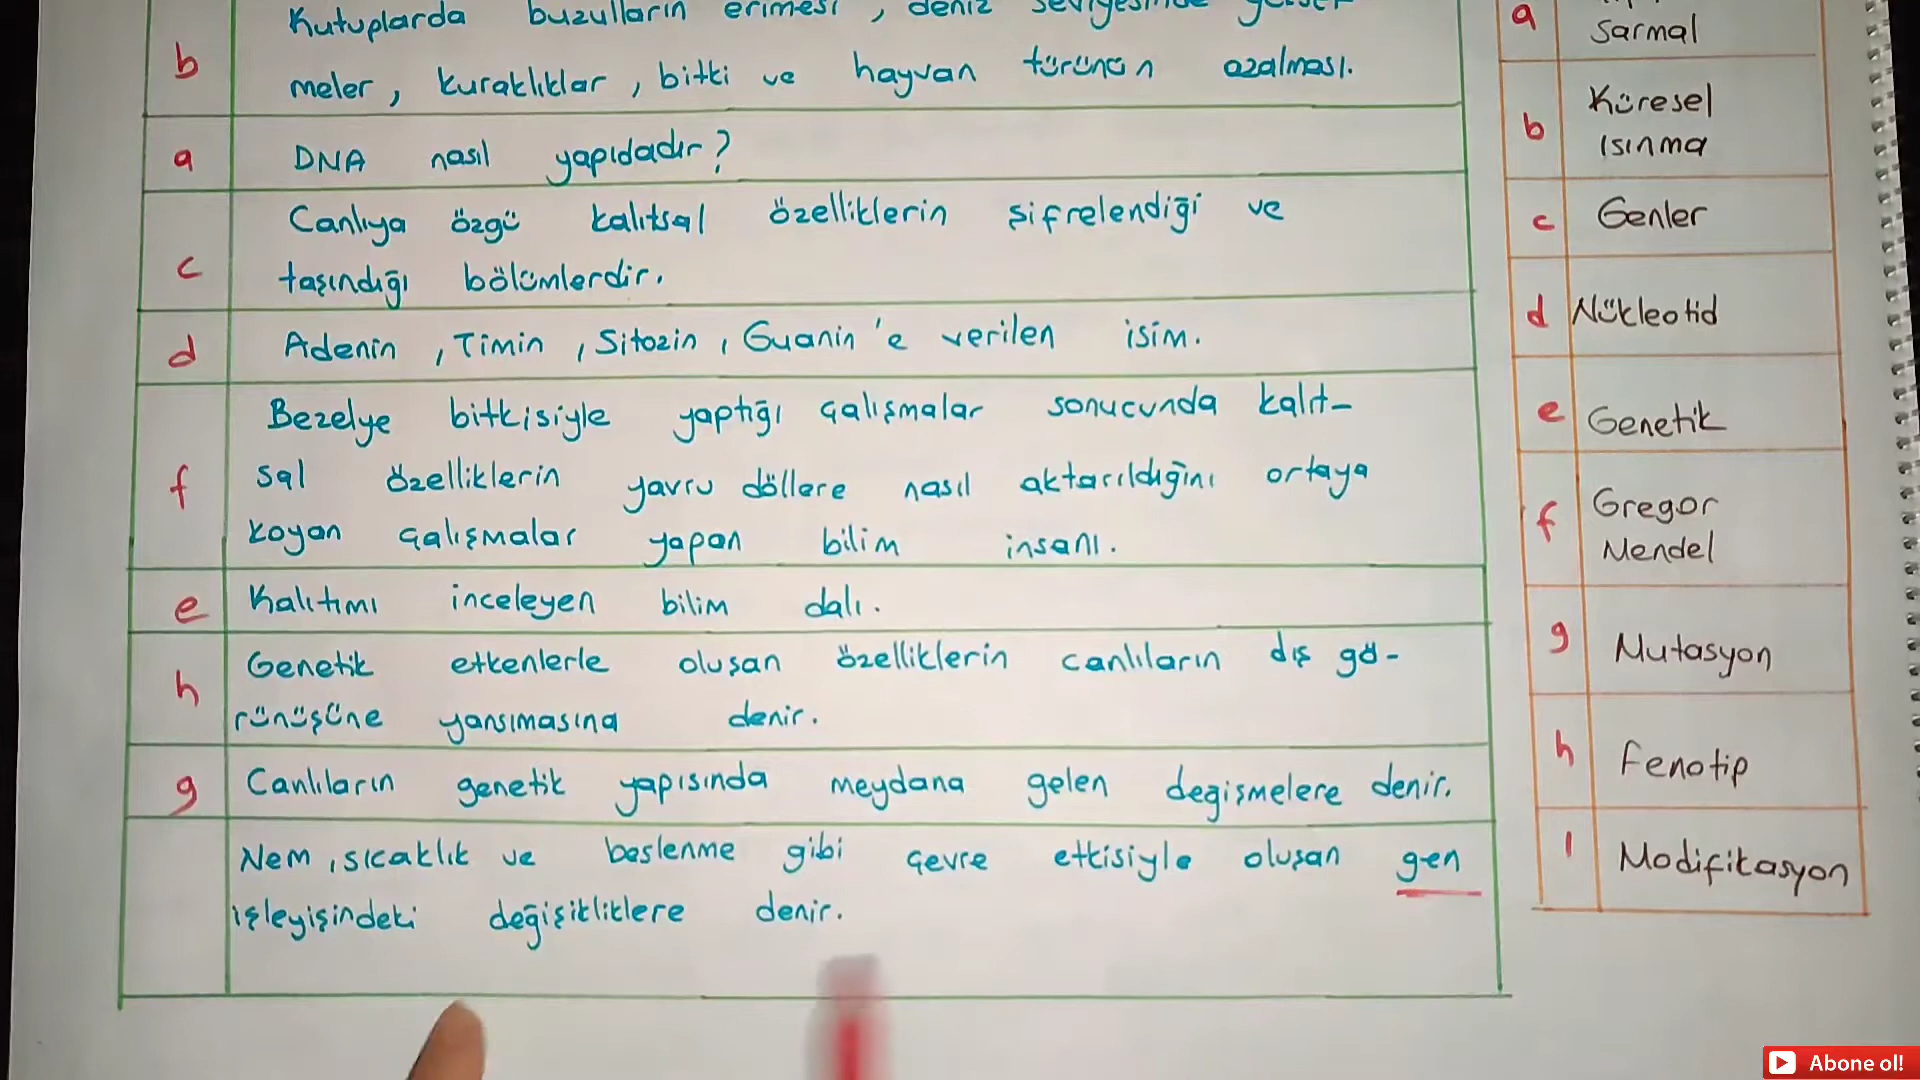 b
Kutuplarda buzulların erimesi, deniz
meler, kuraklıklar, bitki ve hayvan türünün azalması.
a
DNA nasıl yapıdadır?
c
Canlıya özgü kalıtsal özelliklerin şifrelendiği ve
taşındığı bölümlerdir.
d
Adenin, Timin, Sitozin, Guanin'e verilen isim.
f
Bezelye bitkisiyle yaptığı çalışmalar sonucunda kalıt-
sal özelliklerin yavru döllere nasıl aktarıldığını ortaya
koyan çalışmalar yapan bilim insanı.
e
Kalıtımı inceleyen bilim dalı.
h
Genetik etkenlerle oluşan özelliklerin canlıların dış gö-
rünüşüne yansımasına denir.
g
Canlıların genetik yapısında meydana gelen degişmelere denir.
Nem, sıcaklık ve beslenme gibi çevre etkisiyle oluşan gen
işleyişindeki değişikliklere denir.
a
Sarmal
b
Küresel
ısınma
c
Genler
d
Nükleotid
e
Genetik
f
Gregor
Mendel
g
Mutasyon
h
Fenotip
ı
Modifikasyon
Abone ol!